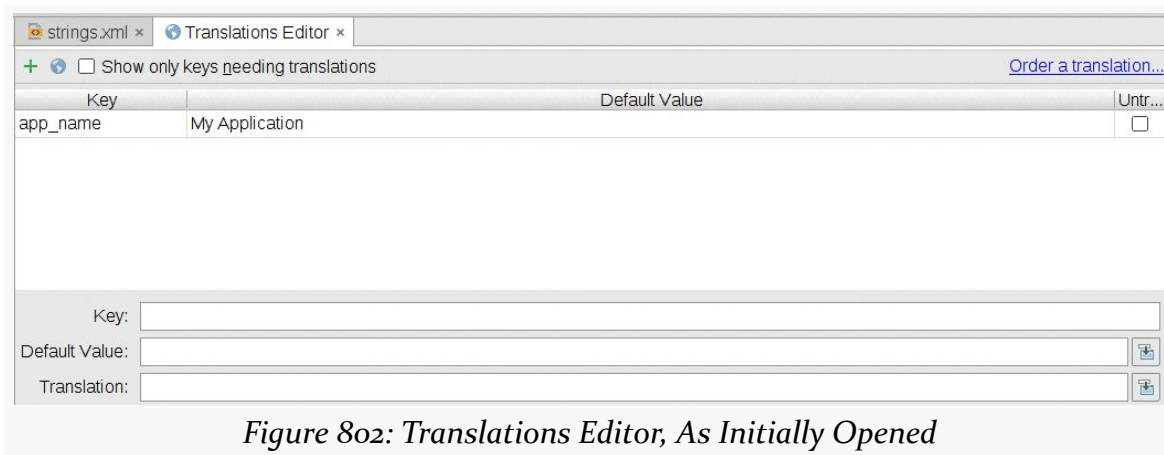 strings.xml × Translations Editor ×
Show only keys needing translations Order a translation...
Key Default Value Untr...
app_name My Application
Key:
Default Value:
Translation:
Figure 802: Translations Editor, As Initially Opened